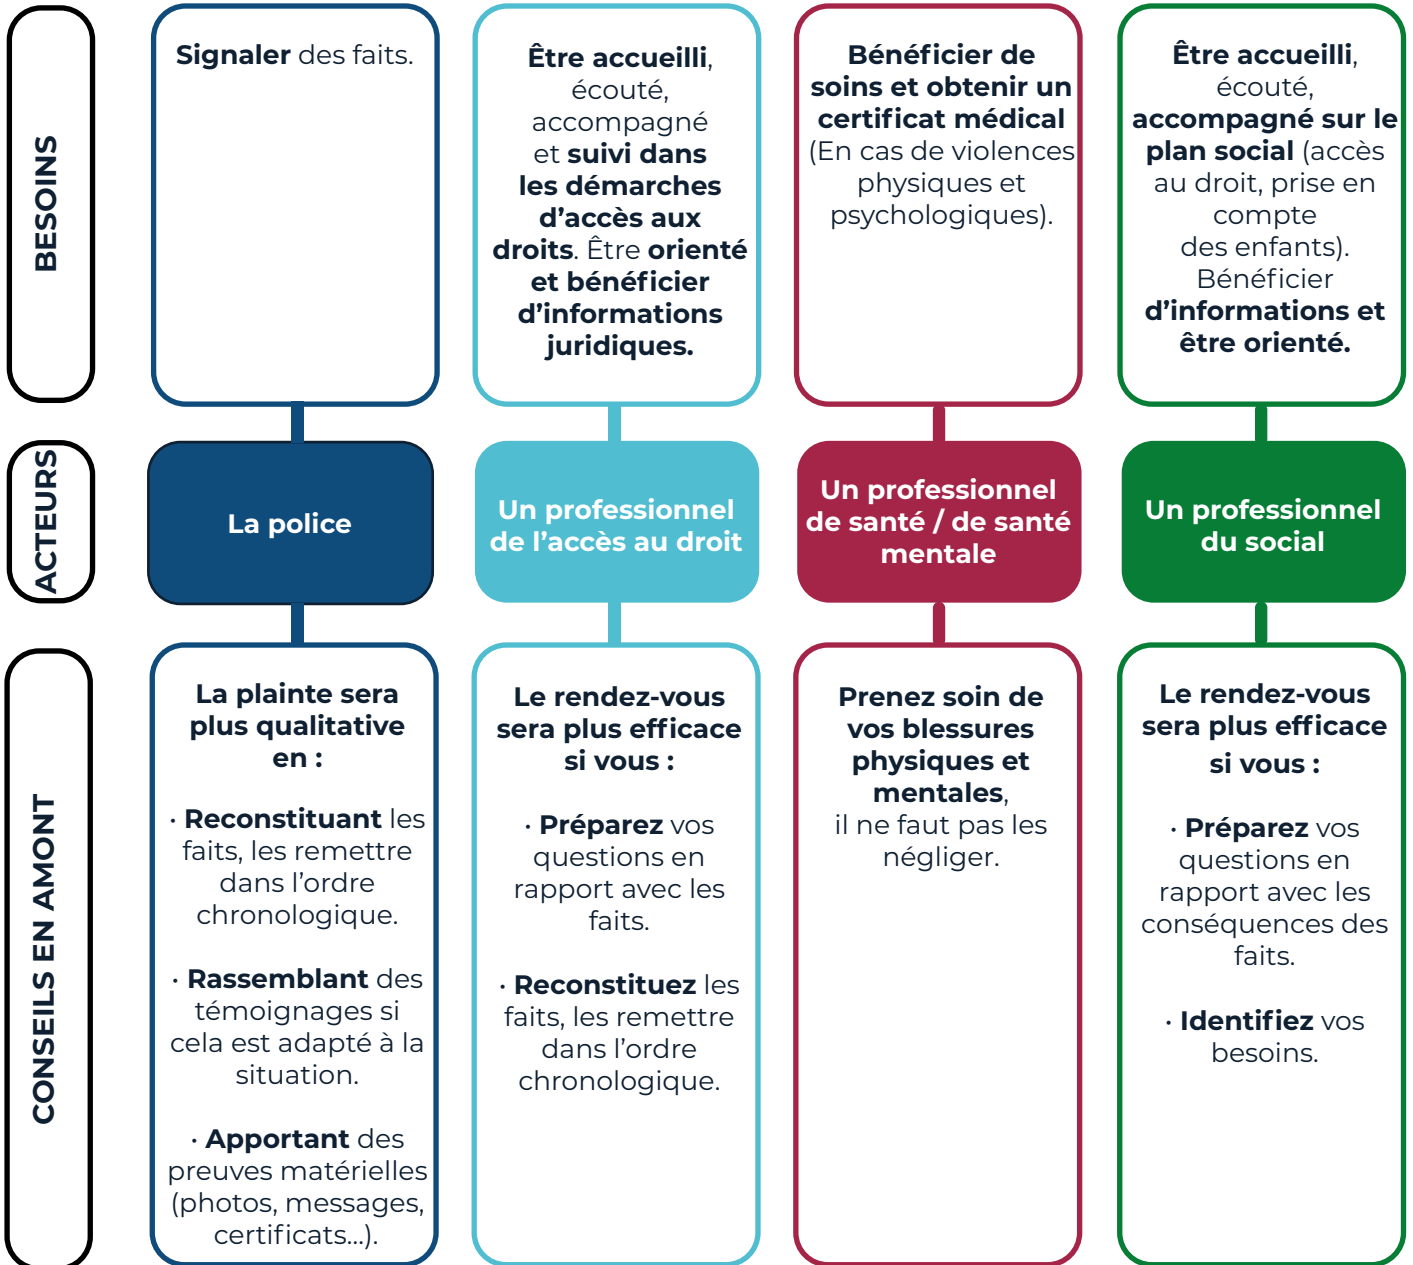 BESOINS
Signaler des faits.
Être accueilli,
écouté,
accompagné
et suivi dans
les démarches
d’accès aux
droits. Être orienté
et bénéficier
d’informations
juridiques.
Bénéficier de
soins et obtenir un
certificat médical
(En cas de violences
physiques et
psychologiques).
Être accueilli,
écouté,
accompagné sur le
plan social (accès
au droit, prise en
compte
des enfants).
Bénéficier
d’informations et
être orienté.
ACTEURS
La police
Un professionnel
de l’accès au droit
Un professionnel
de santé / de santé
mentale
Un professionnel
du social
CONSEILS EN AMONT
La plainte sera
plus qualitative
en :
· Reconstituant les
faits, les remettre
dans l’ordre
chronologique.
· Rassemblant des
témoignages si
cela est adapté à la
situation.
· Apportant des
preuves matérielles
(photos, messages,
certificats...).
Le rendez-vous
sera plus efficace
si vous :
· Préparez vos
questions en
rapport avec les
faits.
· Reconstituez les
faits, les remettre
dans l’ordre
chronologique.
Prenez soin de
vos blessures
physiques et
mentales,
il ne faut pas les
négliger.
Le rendez-vous
sera plus efficace
si vous :
· Préparez vos
questions en
rapport avec les
conséquences des
faits.
· Identifiez vos
besoins.